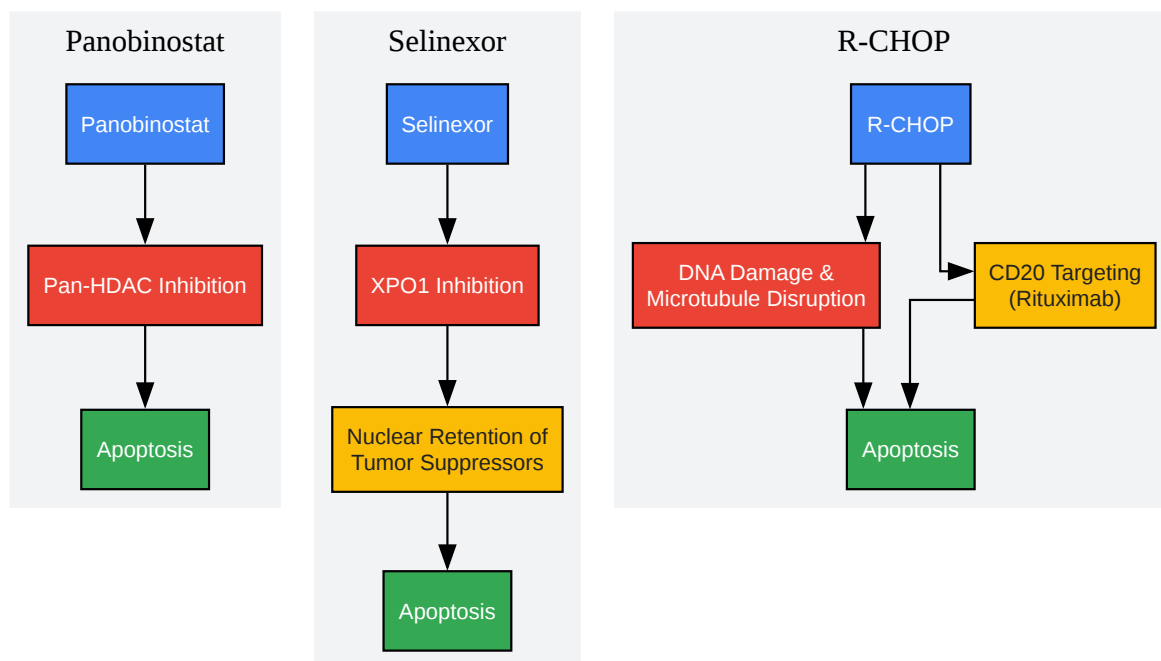 Panobinostat
Panobinostat
Pan-HDAC Inhibition
Apoptosis
Selinexor
Selinexor
XPO1 Inhibition
Nuclear Retention of
Tumor Suppressors
Apoptosis
R-CHOP
R-CHOP
DNA Damage &
Microtubule Disruption
CD20 Targeting
(Rituximab)
Apoptosis